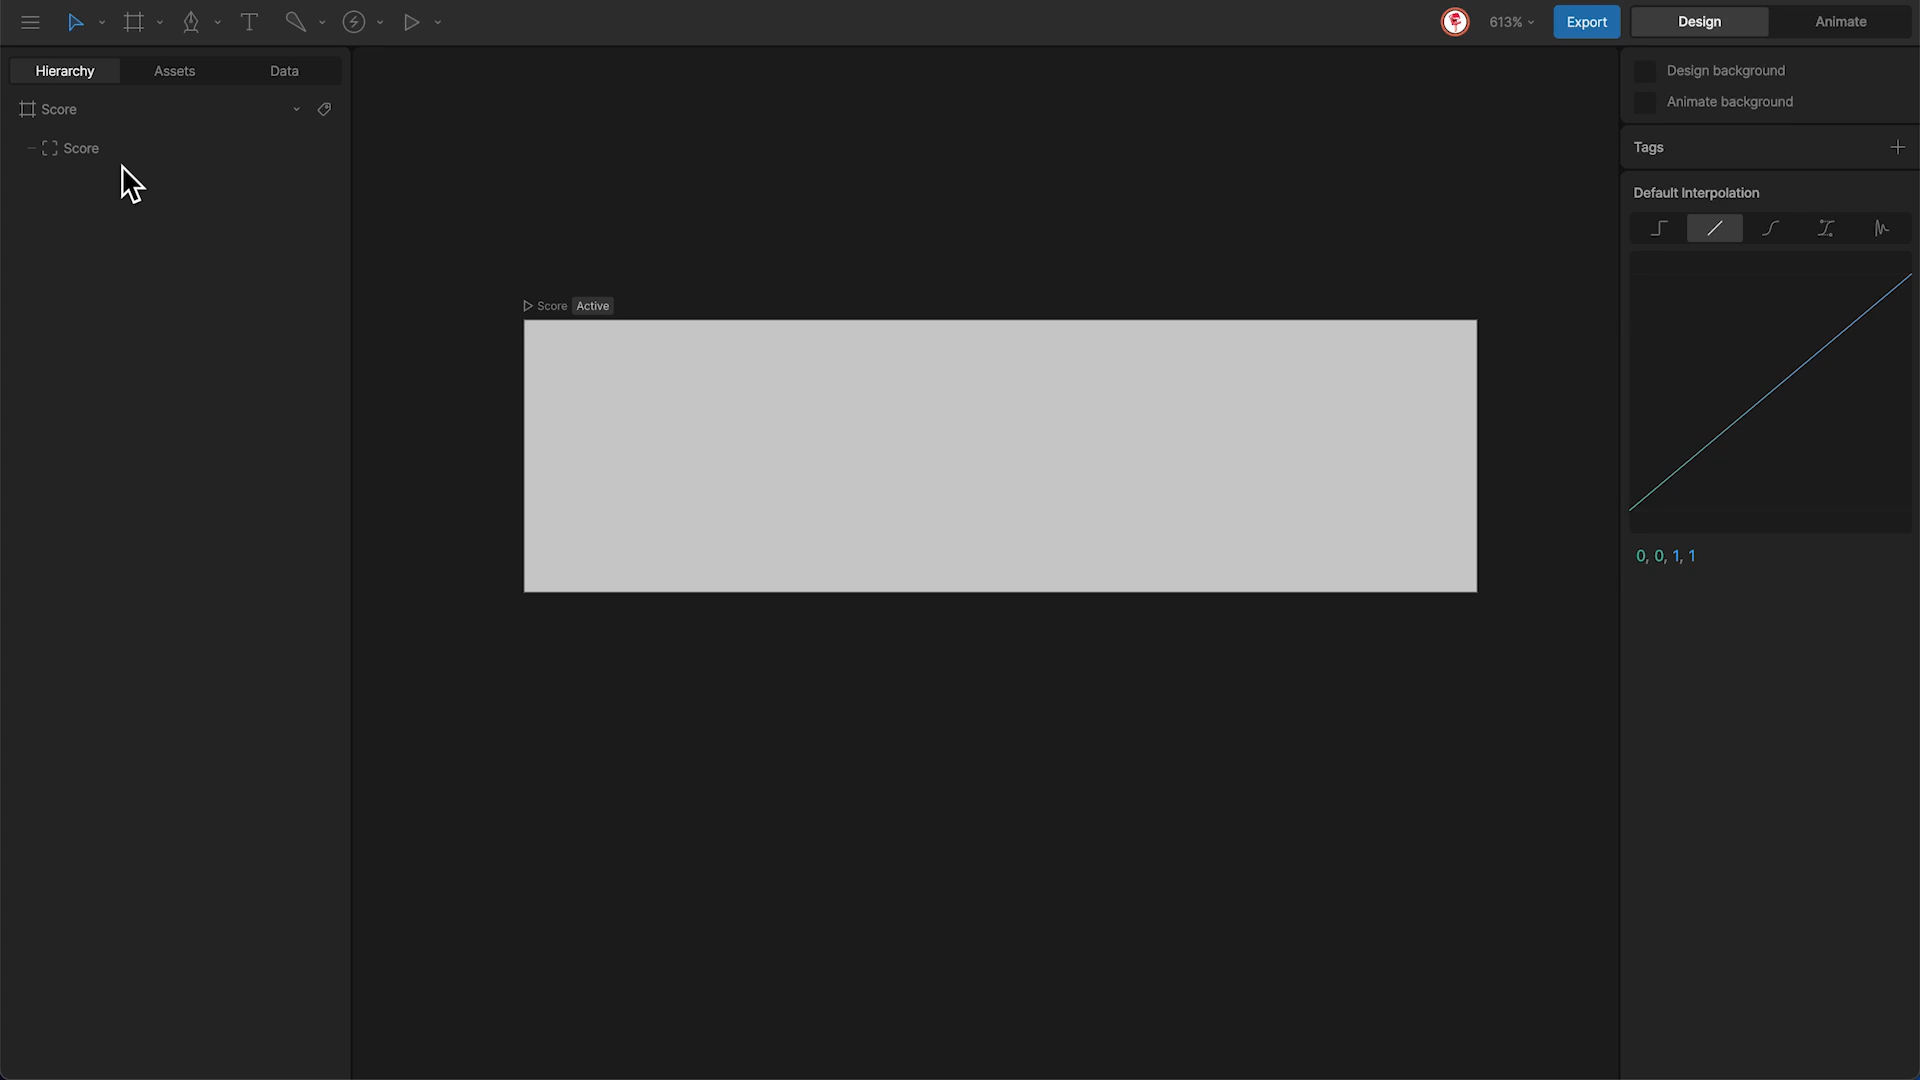 613%
Export
Design
Animate
Hierarchy
Assets
Data
Score
Score
Score Active
Design background
Animate background
Tags
Default Interpolation
0, 0, 1, 1